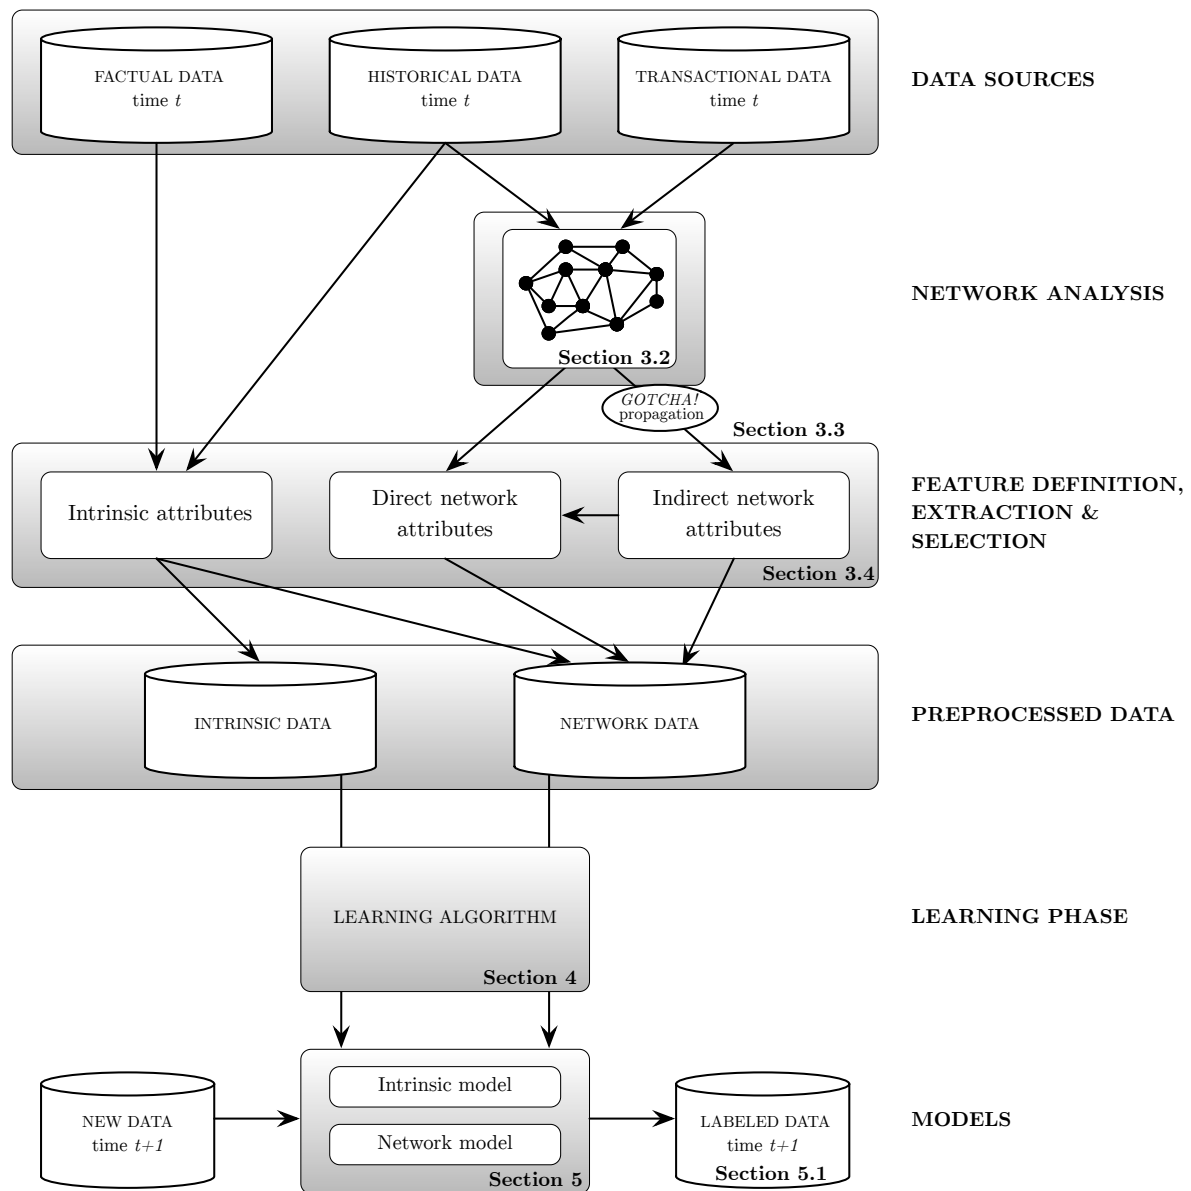 FACTUAL DATA
time t
HISTORICAL DATA
time t
TRANSACTIONAL DATA
time t
DATA SOURCES
NETWORK ANALYSIS
Section 3.2
GOTCHA!
propagation
Section 3.3
Intrinsic attributes
Direct network
attributes
Indirect network
attributes
Section 3.4
FEATURE DEFINITION,
EXTRACTION &
SELECTION
INTRINSIC DATA
NETWORK DATA
PREPROCESSED DATA
LEARNING ALGORITHM
Section 4
LEARNING PHASE
NEW DATA
time t+1
Intrinsic model
Network model
Section 5
LABELED DATA
time t+1
Section 5.1
MODELS